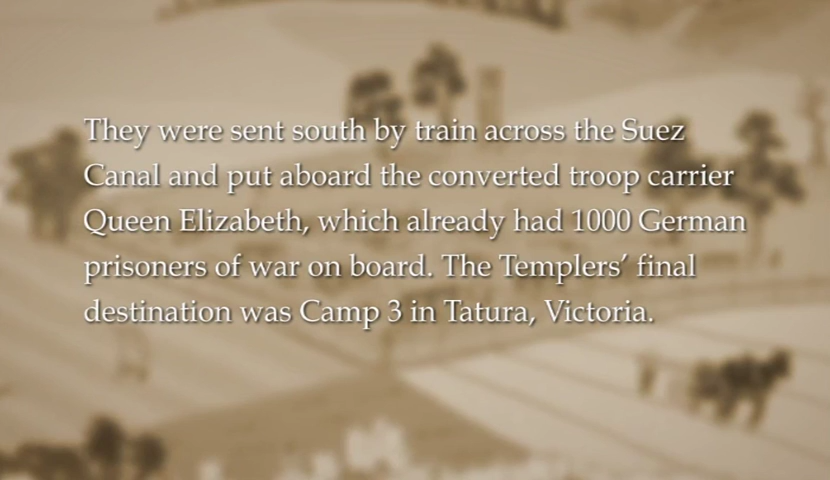 They were sent south by train across the Suez
Canal and put aboard the converted troop carrier
Queen Elizabeth, which already had 1000 German
prisoners of war on board. The Templers’ final
destination was Camp 3 in Tatura, Victoria.